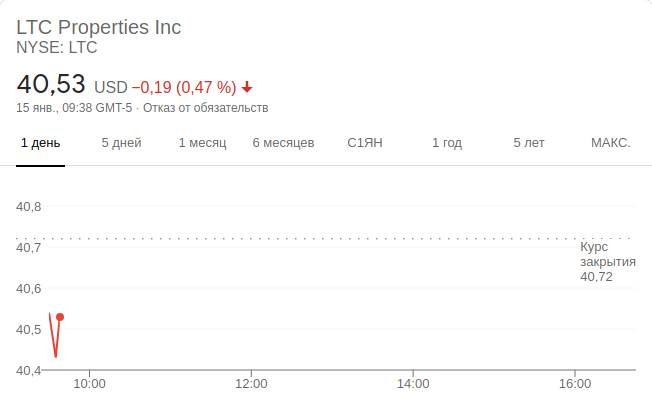 LTC Properties Inc
NYSE: LTC
40,53 USD −0,19 (0,47 %)
15 янв., 09:38 GMT-5 · Отказ от обязательств
1 день 5 дней 1 месяц 6 месяцев С1ЯН 1 год 5 лет МАКС.
40,8
40,7
Курс
закрытия
40,72
40,6
40,5
40,4
10:00 12:00 14:00 16:00